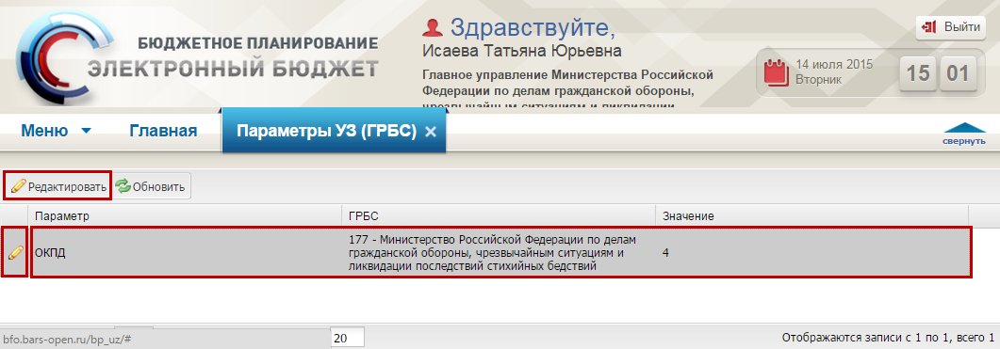 БЮДЖЕТНОЕ ПЛАНИРОВАНИЕ
ЭЛЕКТРОННЫЙ БЮДЖЕТ
Здравствуйте,
Исаева Татьяна Юрьевна
Главное управление Министерства Российской
Федерации по делам гражданской обороны,
чрезвычайным ситуациям и ликвидации
Выйти
14 июля 2015
Вторник
15 01
Меню
Главная
Параметры УЗ (ГРБС)
свернуть
Редактировать
Обновить
Параметр
ГРБС
Значение
ОКПД
177 - Министерство Российской Федерации по делам
гражданской обороны, чрезвычайным ситуациям и
ликвидации последствий стихийных бедствий
4
bfo.bars-open.ru/bp_uz/#
20
Отображаются записи с 1 по 1, всего 1